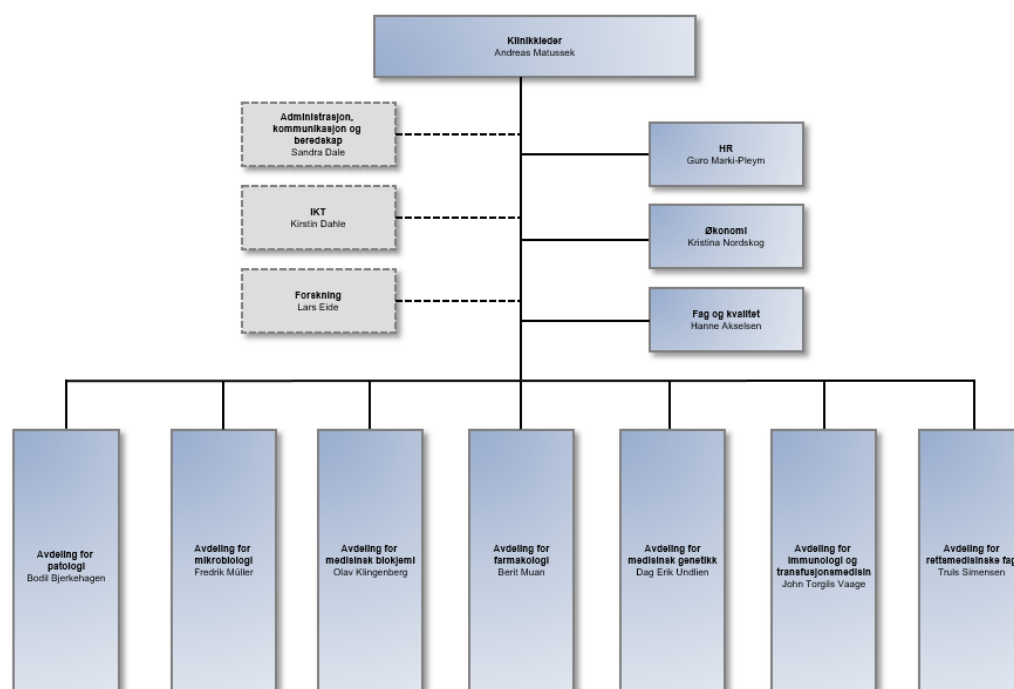 Klinikkleder
Andreas Matussek
Administrasjon,
kommunikasjon og
beredskap
Sandra Dale
HR
Guro Marki-Pleym
IKT
Kirstin Dahle
Økonomi
Kristina Nordskog
Forskning
Lars Eide
Fag og kvalitet
Hanne Akselsen
Avdeling for
patologi
Bodil Bjerkehagen
Avdeling for
mikrobiologi
Fredrik Müller
Avdeling for
medisinsk biokjemi
Olav Klingenberg
Avdeling for
farmakologi
Berit Muan
Avdeling for
medisinsk genetikk
Dag Erik Undlien
Avdeling for
immunologi og
transfusjonsmedisin
John Torgils Vaage
Avdeling for
rettsmedisinske fag
Truls Simensen